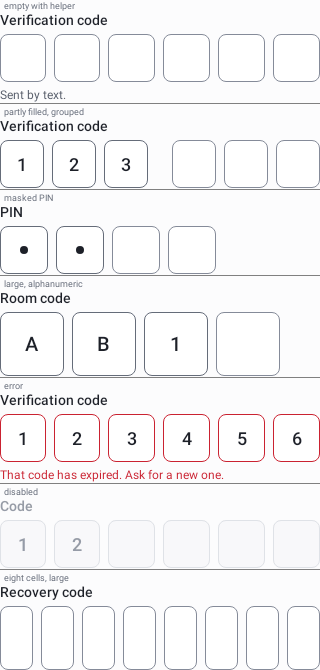 empty with helper
Verification code
Sent by text.
partly filled, grouped
Verification code
1 2 3
masked PIN
PIN
large, alphanumeric
Room code
A B 1
error
Verification code
1 2 3 4 5 6
That code has expired. Ask for a new one.
disabled
Code
1 2
eight cells, large
Recovery code